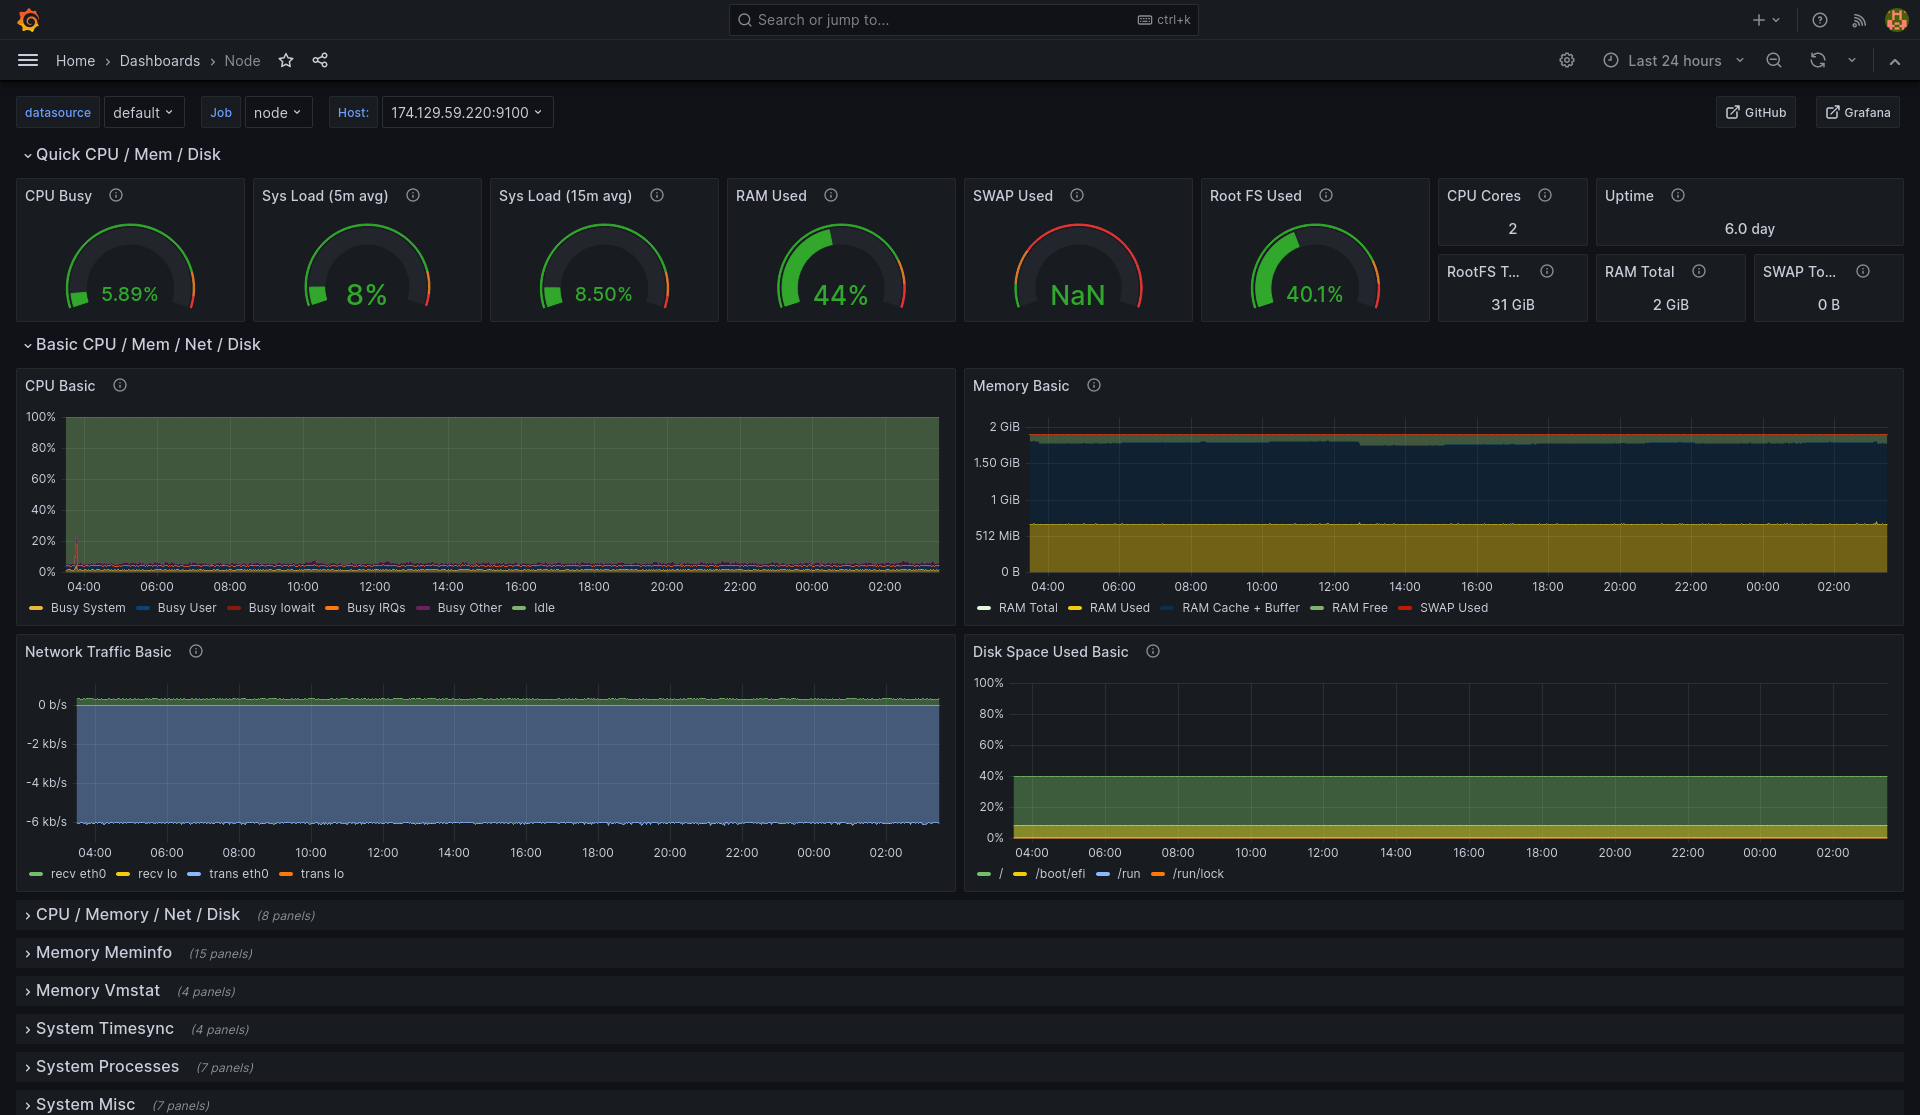 Search or jump to... ctrl+k
Home › Dashboards › Node Last 24 hours
datasource default Job node Host: 174.129.59.220:9100 GitHub Grafana
Quick CPU / Mem / Disk
CPU Busy Sys Load (5m avg) Sys Load (15m avg) RAM Used SWAP Used Root FS Used CPU Cores Uptime
2 6.0 day
RootFS T... RAM Total SWAP To...
5.89% 8% 8.50% 44% NaN 40.1% 31 GiB 2 GiB 0 B
Basic CPU / Mem / Net / Disk
CPU Basic
100%
80%
60%
40%
20%
0%
04:00 06:00 08:00 10:00 12:00 14:00 16:00 18:00 20:00 22:00 00:00 02:00
Busy System Busy User Busy Iowait Busy IRQs Busy Other Idle
Memory Basic
2 GiB
1.50 GiB
1 GiB
512 MiB
0 B
04:00 06:00 08:00 10:00 12:00 14:00 16:00 18:00 20:00 22:00 00:00 02:00
RAM Total RAM Used RAM Cache + Buffer RAM Free SWAP Used
Network Traffic Basic
0 b/s
-2 kb/s
-4 kb/s
-6 kb/s
04:00 06:00 08:00 10:00 12:00 14:00 16:00 18:00 20:00 22:00 00:00 02:00
recv eth0 recv lo trans eth0 trans lo
Disk Space Used Basic
100%
80%
60%
40%
20%
0%
04:00 06:00 08:00 10:00 12:00 14:00 16:00 18:00 20:00 22:00 00:00 02:00
/ /boot/efi /run /run/lock
CPU / Memory / Net / Disk (8 panels)
Memory Meminfo (15 panels)
Memory Vmstat (4 panels)
System Timesync (4 panels)
System Processes (7 panels)
System Misc (7 panels)